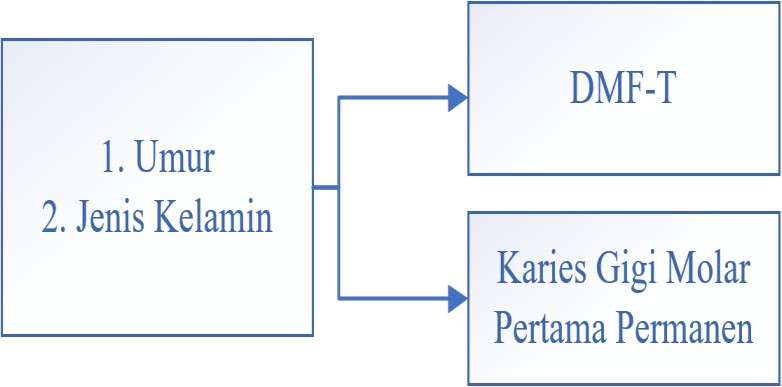 1. Umur
2. Jenis Kelamin
DMF-T
Karies Gigi Molar
Pertama Permanen